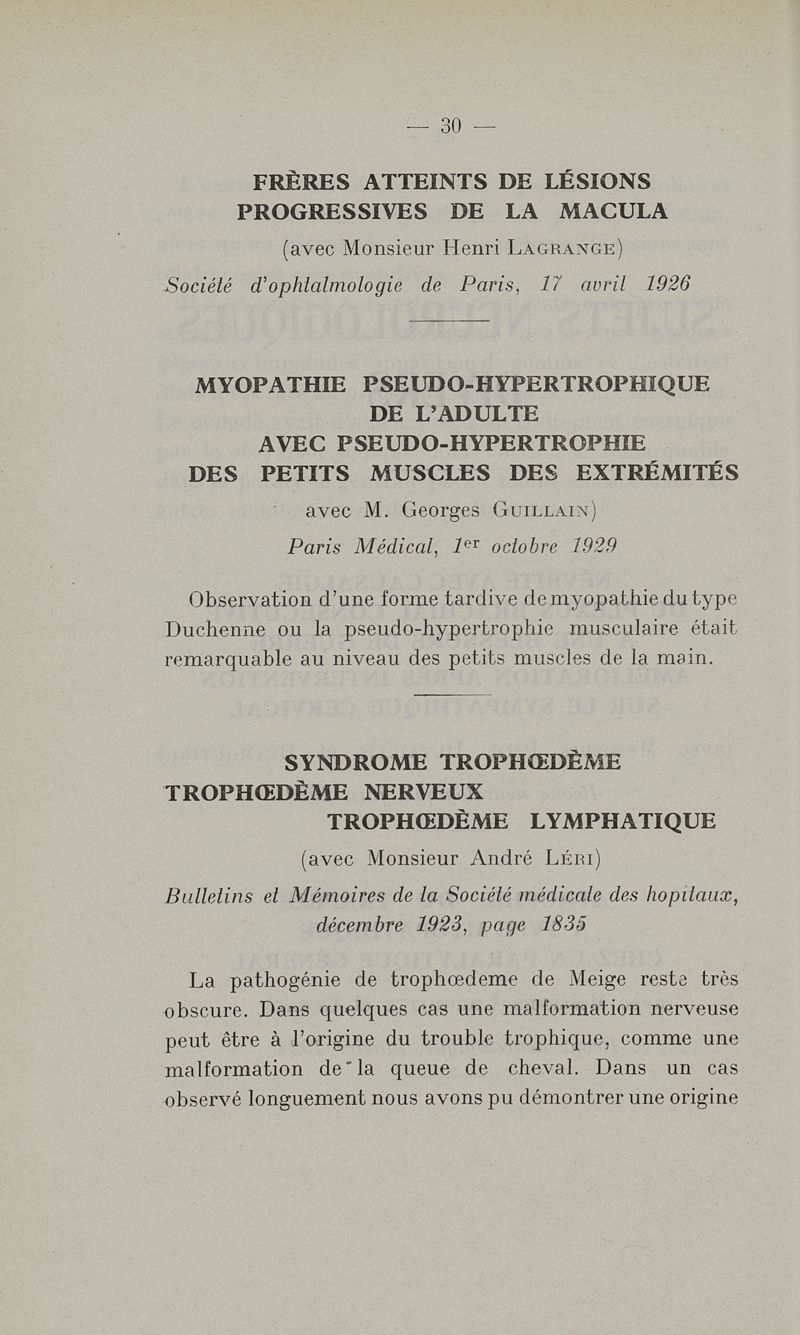 — 30 —
FRÈRES ATTEINTS DE LÉSIONS
PROGRESSIVES DE LA MACULA
(avec Monsieur Henri LAGRANGE)
Société d'ophtalmologie de Paris, 17 avril 1926
MYOPATHIE PSEUDO-HYPERTROPHIQUE
DE L'ADULTE
AVEC PSEUDO-HYPERTROPHIE
DES PETITS MUSCLES DES EXTRÉMITÉS
avec M. Georges GUILLAIN)
Paris Médical, 1er octobre 1929
Observation d'une forme tardive de myopathie du type
Duchenne ou la pseudo-hypertrophie musculaire était
remarquable au niveau des petits muscles de la main.
SYNDROME TROPHŒDÈME
TROPHŒDÈME NERVEUX
TROPHŒDÈME LYMPHATIQUE
(avec Monsieur André LÉRI)
Bulletins et Mémoires de la Société médicale des hopitaux,
décembre 1923, page 1835
La pathogénie de trophœdeme de Meige reste très
obscure. Dans quelques cas une malformation nerveuse
peut être à l'origine du trouble trophique, comme une
malformation de la queue de cheval. Dans un cas
observé longuement nous avons pu démontrer une origine